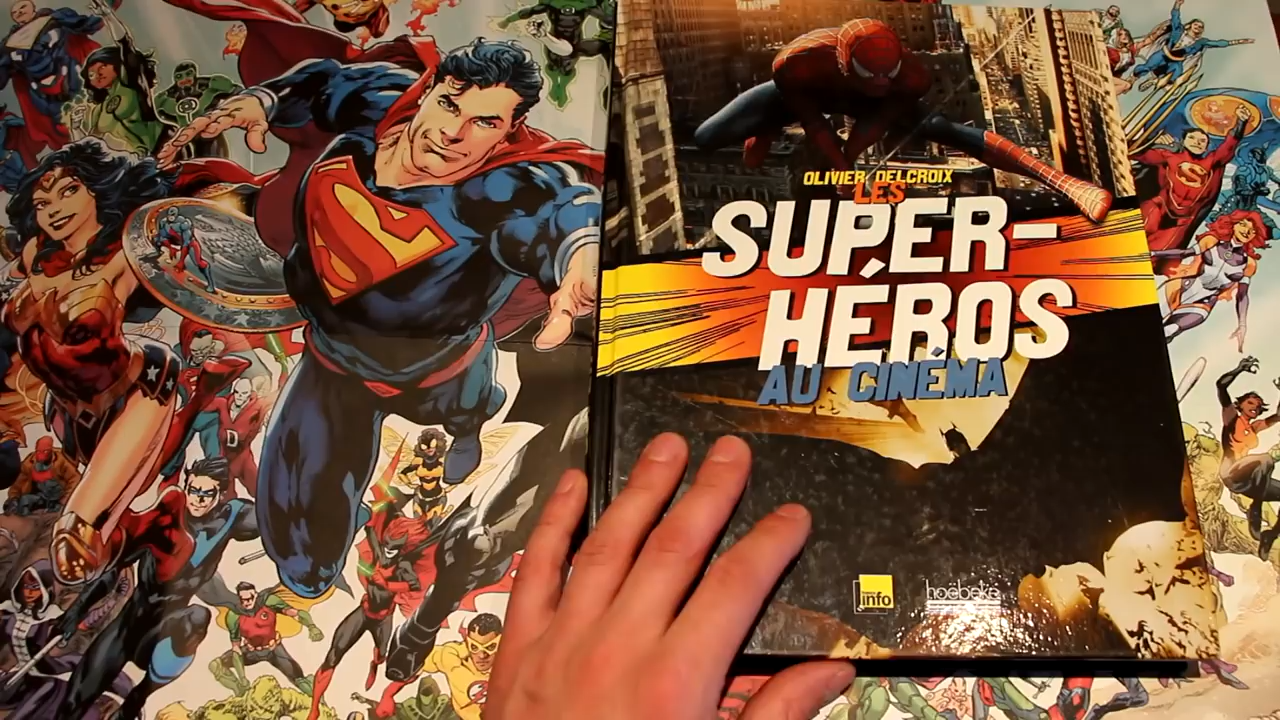 OLIVIER DELCROIX
LES
SUPER-
HÉROS
AU CINÉMA
info
hoëbeke